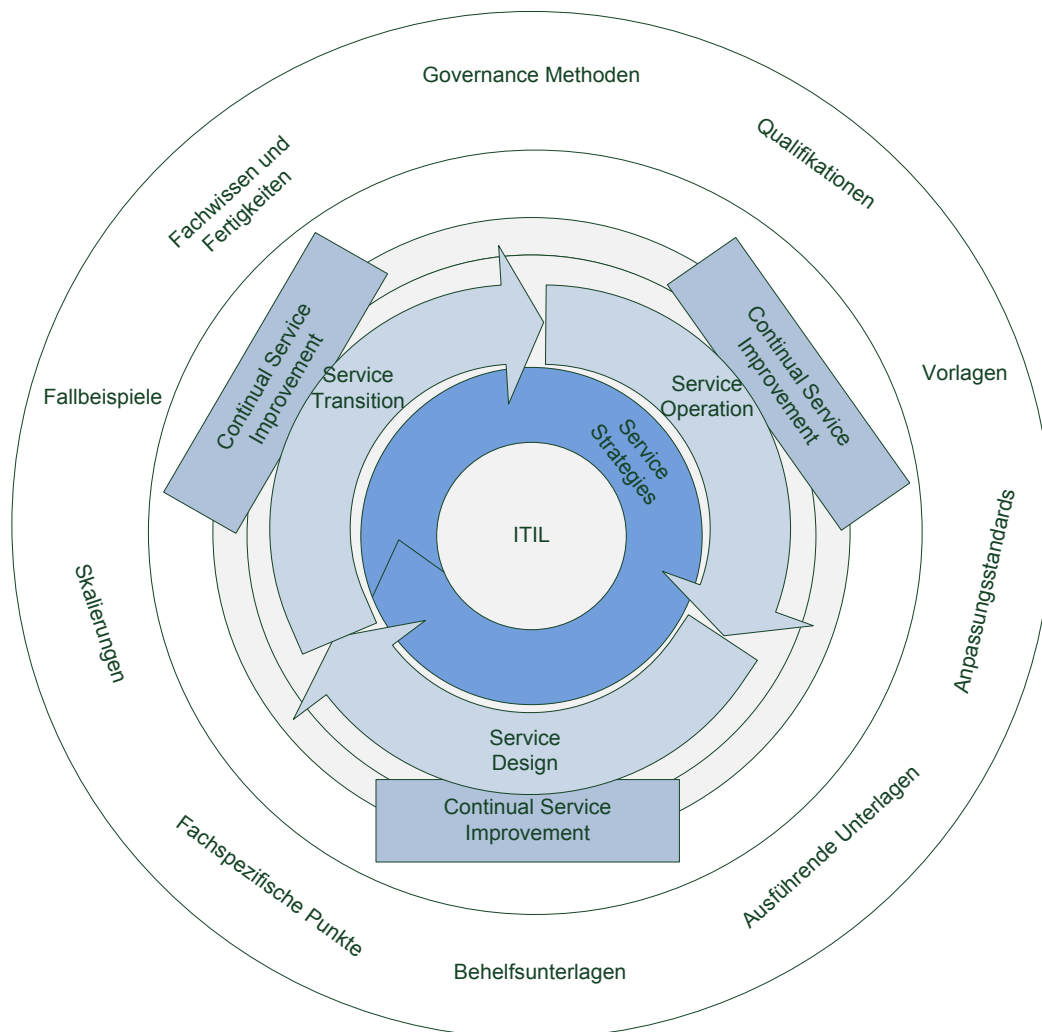 Governance Methoden
Qualifikationen
Fachwissen und
Fertigkeiten
Continual Service
Improvement
Continual Service
Improvement
Vorlagen
Fallbeispiele
Service
Transition
Service
Operation
Service
Strategies
ITIL
Anpassungsstandards
Skalierungen
Service
Design
Continual Service
Improvement
Ausführende Unterlagen
Fachspezifische Punkte
Behelfsunterlagen